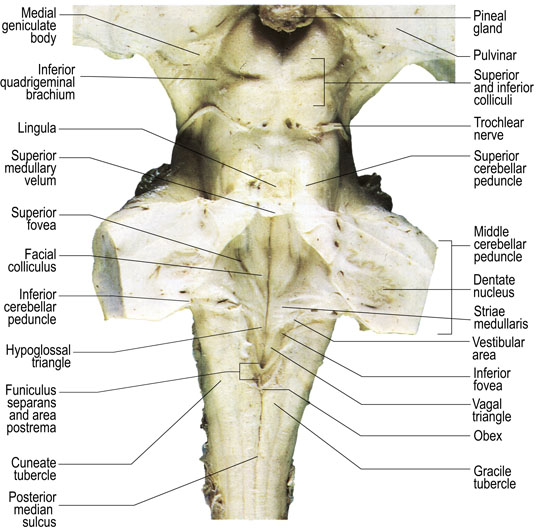 Medial
geniculate
body
Inferior
quadrigeminal
brachium
Lingula
Superior
medullary
velum
Superior
fovea
Facial
colliculus
Inferior
cerebellar
peduncle
Hypoglossal
triangle
Funiculus
separans
and area
postrema
Cuneate
tubercle
Posterior
median
sulcus
Pineal
gland
Pulvinar
Superior
and inferior
colliculi
Trochlear
nerve
Superior
cerebellar
peduncle
Middle
cerebellar
peduncle
Dentate
nucleus
Striae
medullaris
Vestibular
area
Inferior
fovea
Vagal
triangle
Obex
Gracile
tubercle